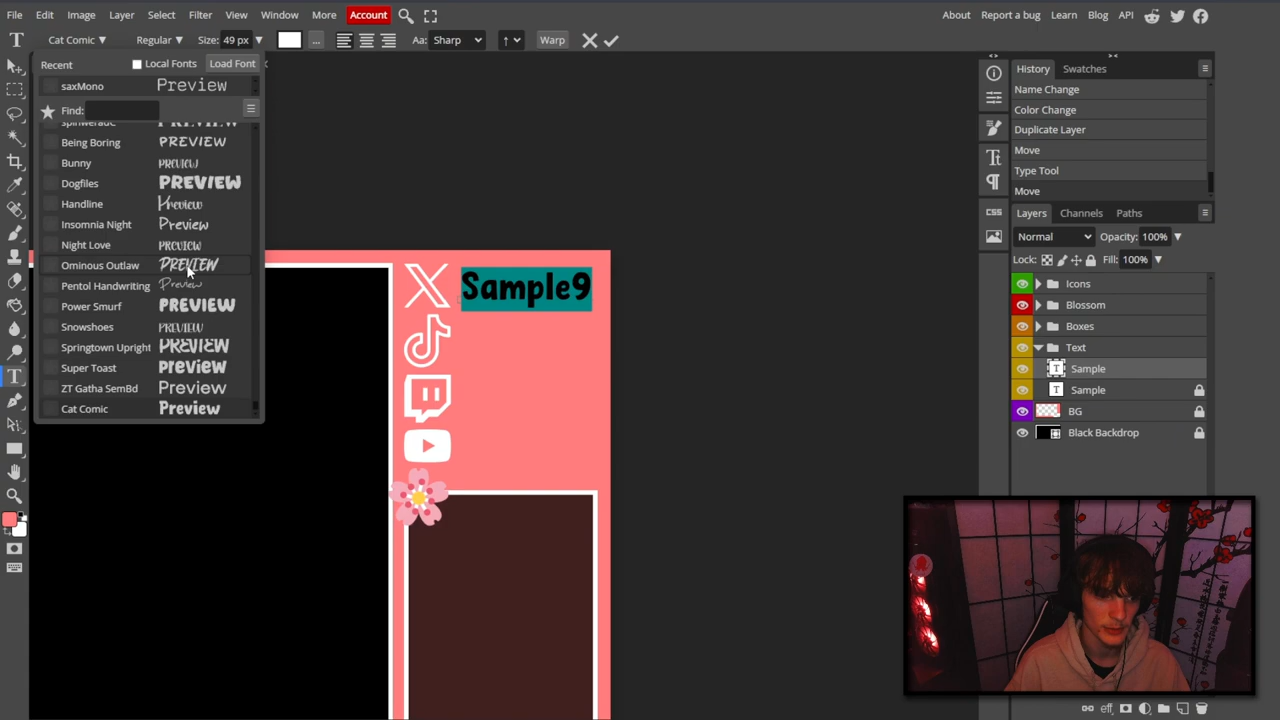 File Edit Image Layer Select Filter View Window More Account About Report a bug Learn Blog API
T Cat Comic Regular Size: 49 px ... Aa: Sharp Warp
Recent Local Fonts Load Font
saxMono Preview
Find:
Being Boring PREVIEW
Bunny PREVIEW
Dogfiles PREVIEW
Handline Preview
Insomnia Night Preview
Night Love PREVIEW
Ominous Outlaw PREVIEW
Pentol Handwriting Preview
Power Smurf PREVIEW
Snowshoes PREVIEW
Springtown Upright PREVIEW
Super Toast Preview
ZT Gatha SemBd Preview
Cat Comic Preview
Sample9
History Swatches
Name Change
Color Change
Duplicate Layer
Move
Type Tool
Move
CSS
Layers Channels Paths
Normal Opacity: 100%
Lock: Fill: 100%
Icons
Blossom
Boxes
Text
T Sample
T Sample
BG
Black Backdrop
eff